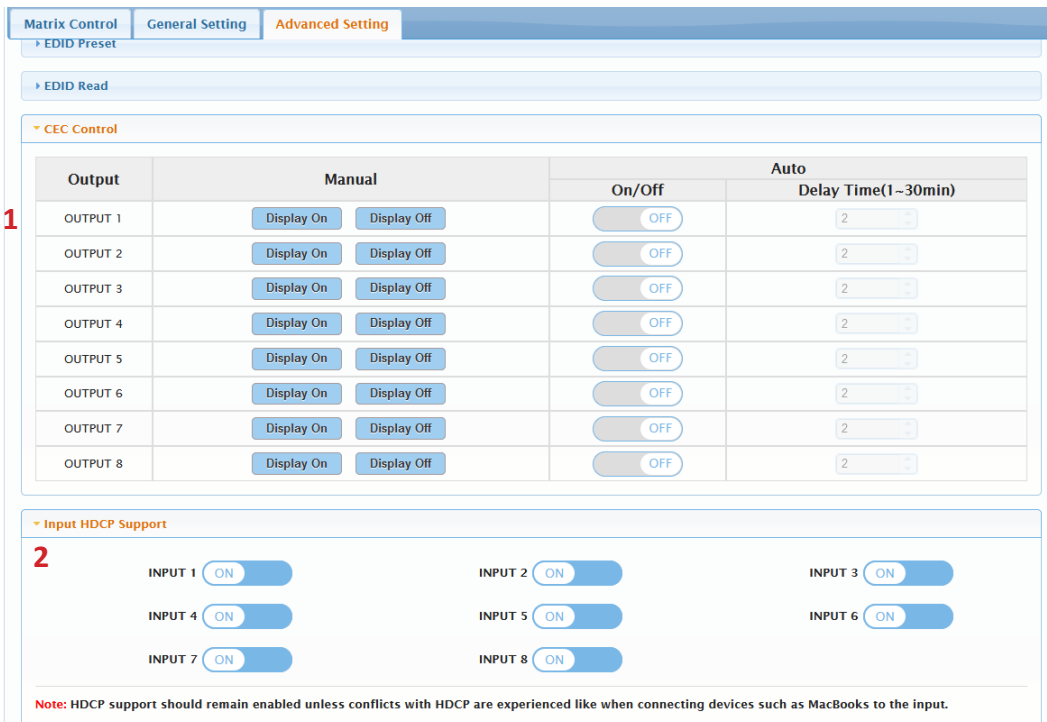 Matrix Control General Setting Advanced Setting
EDID Preset
EDID Read
CEC Control
Output Manual Auto
On/Off Delay Time(1~30min)
1
OUTPUT 1 Display On Display Off OFF 2
OUTPUT 2 Display On Display Off OFF 2
OUTPUT 3 Display On Display Off OFF 2
OUTPUT 4 Display On Display Off OFF 2
OUTPUT 5 Display On Display Off OFF 2
OUTPUT 6 Display On Display Off OFF 2
OUTPUT 7 Display On Display Off OFF 2
OUTPUT 8 Display On Display Off OFF 2
Input HDCP Support
2
INPUT 1 ON INPUT 2 ON INPUT 3 ON
INPUT 4 ON INPUT 5 ON INPUT 6 ON
INPUT 7 ON INPUT 8 ON
Note: HDCP support should remain enabled unless conflicts with HDCP are experienced like when connecting devices such as MacBooks to the input.